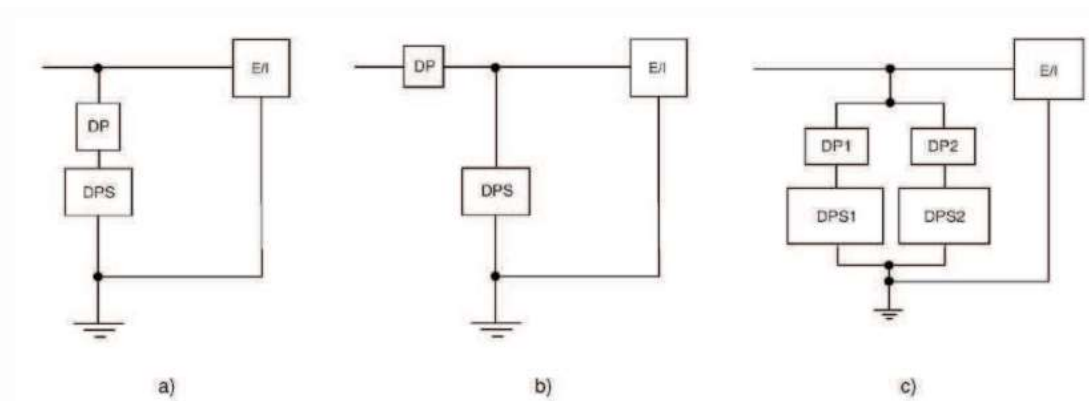 E/I
DP
DPS
a)
DP
E/I
DPS
b)
E/I
DP1 DP2
DPS1 DPS2
c)